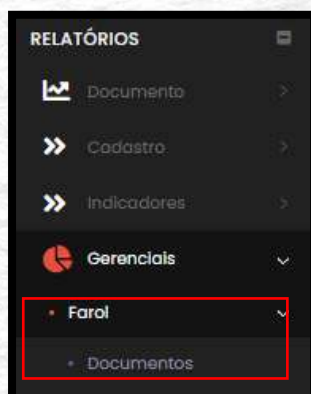 RELATÓRIOS
Documento
Cadastro
Indicadores
Gerenciais
Farol
Documentos